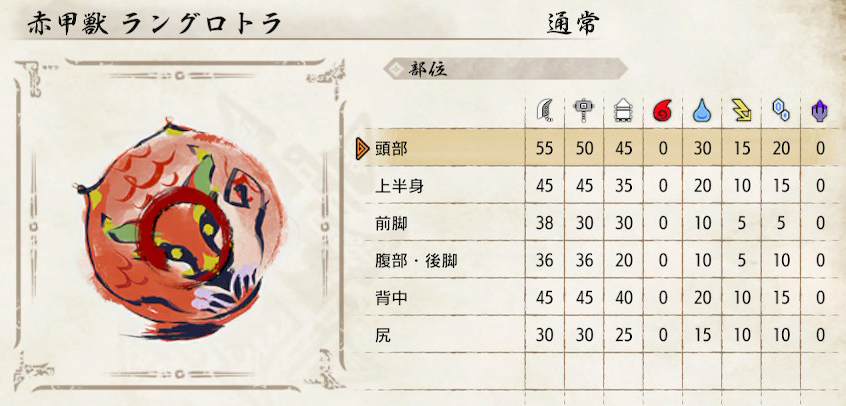 赤甲獣 ラングロトラ 通常
部位
頭部 55 50 45 0 30 15 20 0
上半身 45 45 35 0 20 10 15 0
前脚 38 30 30 0 10 5 5 0
腹部・後脚 36 36 20 0 10 5 10 0
背中 45 45 40 0 20 10 15 0
尻 30 30 25 0 15 10 10 0